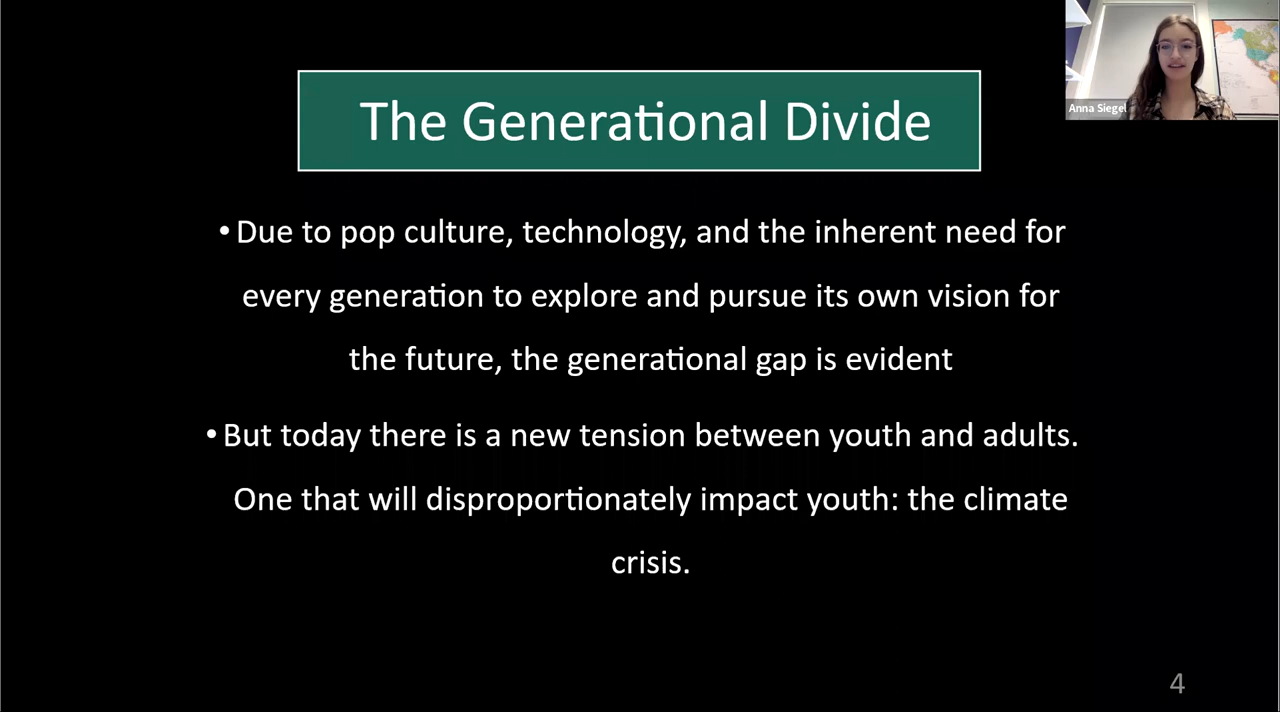 Anna Siegel
The Generational Divide
•Due to pop culture, technology, and the inherent need for
every generation to explore and pursue its own vision for
the future, the generational gap is evident
•But today there is a new tension between youth and adults.
One that will disproportionately impact youth: the climate
crisis.
4